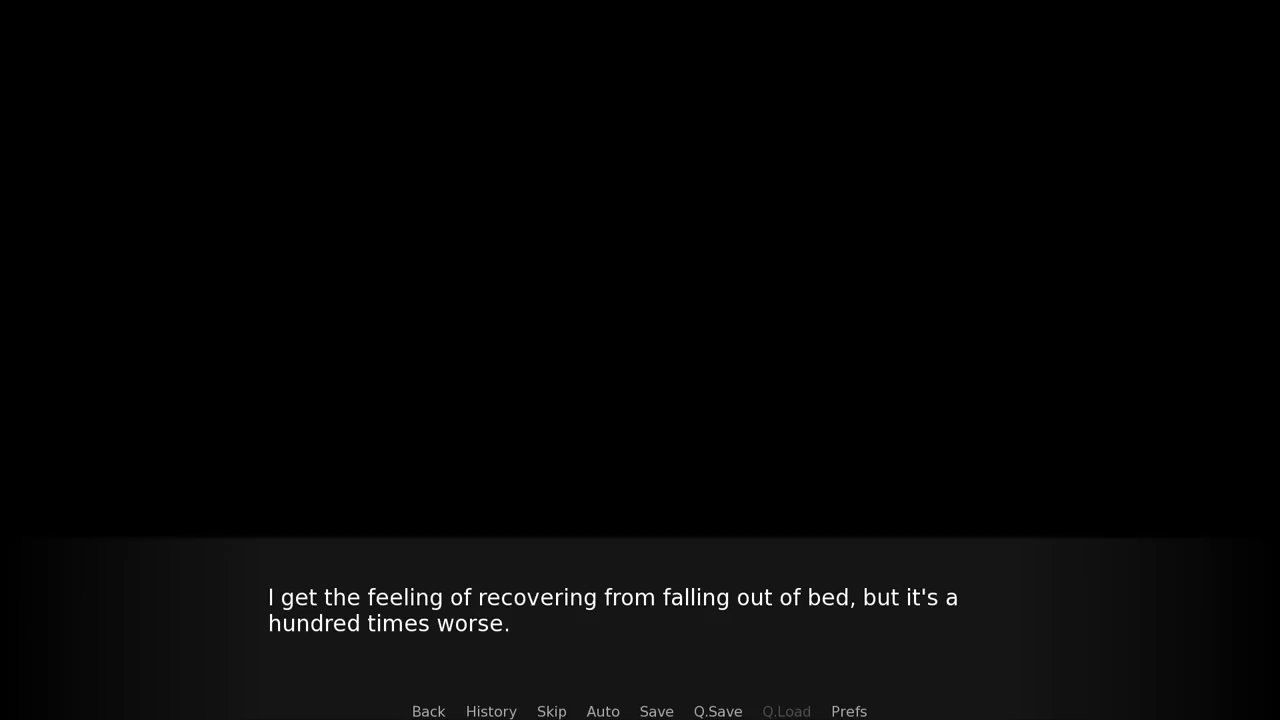 I get the feeling of recovering from falling out of bed, but it's a
hundred times worse.
Back History Skip Auto Save Q.Save Q.Load Prefs